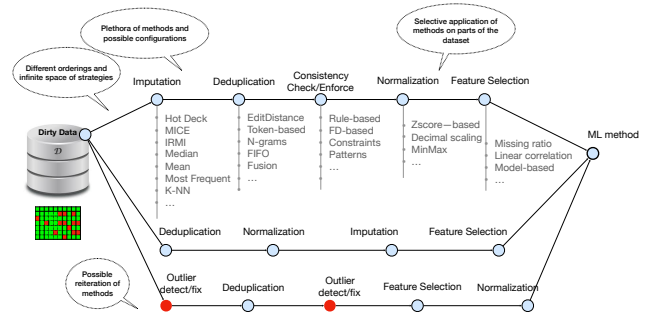 Plethora of methods and
possible configurations
Selective application of
methods on parts of the
dataset
Different orderings and
infinite space of strategies
Imputation
Deduplication
Consistency
Check/Enforce
Normalization
Feature Selection
Dirty Data
D
Hot Deck
MICE
IRMI
Median
Mean
Most Frequent
K-NN
...
EditDistance
Token-based
N-grams
FIFO
Fusion
...
Rule-based
FD-based
Constraints
Patterns
...
Zscore—based
Decimal scaling
MinMax
...
Missing ratio
Linear correlation
Model-based
...
ML method
Deduplication
Normalization
Imputation
Feature Selection
Possible
reiteration of
methods
Outlier
detect/fix
Deduplication
Outlier
detect/fix
Feature Selection
Normalization